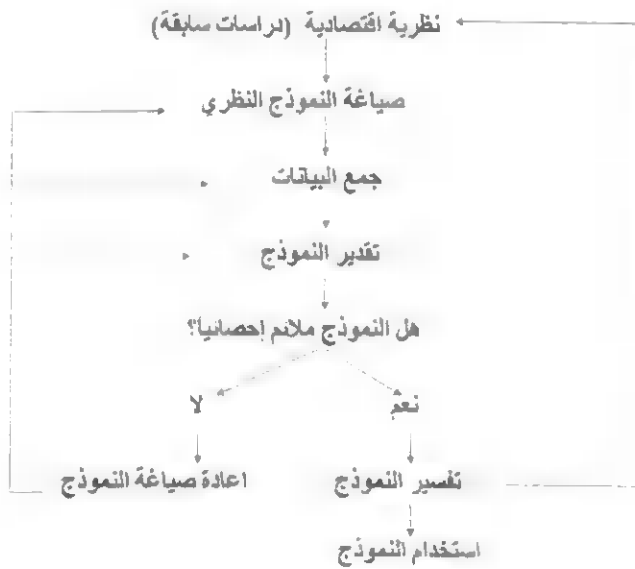 نظرية اقتصادية (دراسات سابقة)
صياغة النموذج النظري
جمع البيانات
تقدير النموذج
هل النموذج ملائم إحصائيا؟
نعم
لا
تفسير النموذج
اعادة صياغة النموذج
استخدام النموذج